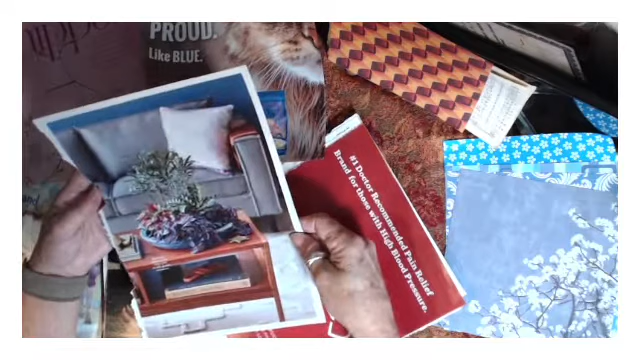 PROUD.
Like BLUE.
#1 Doctor Recommended Pain Relief
Brand for those with High Blood Pressure.